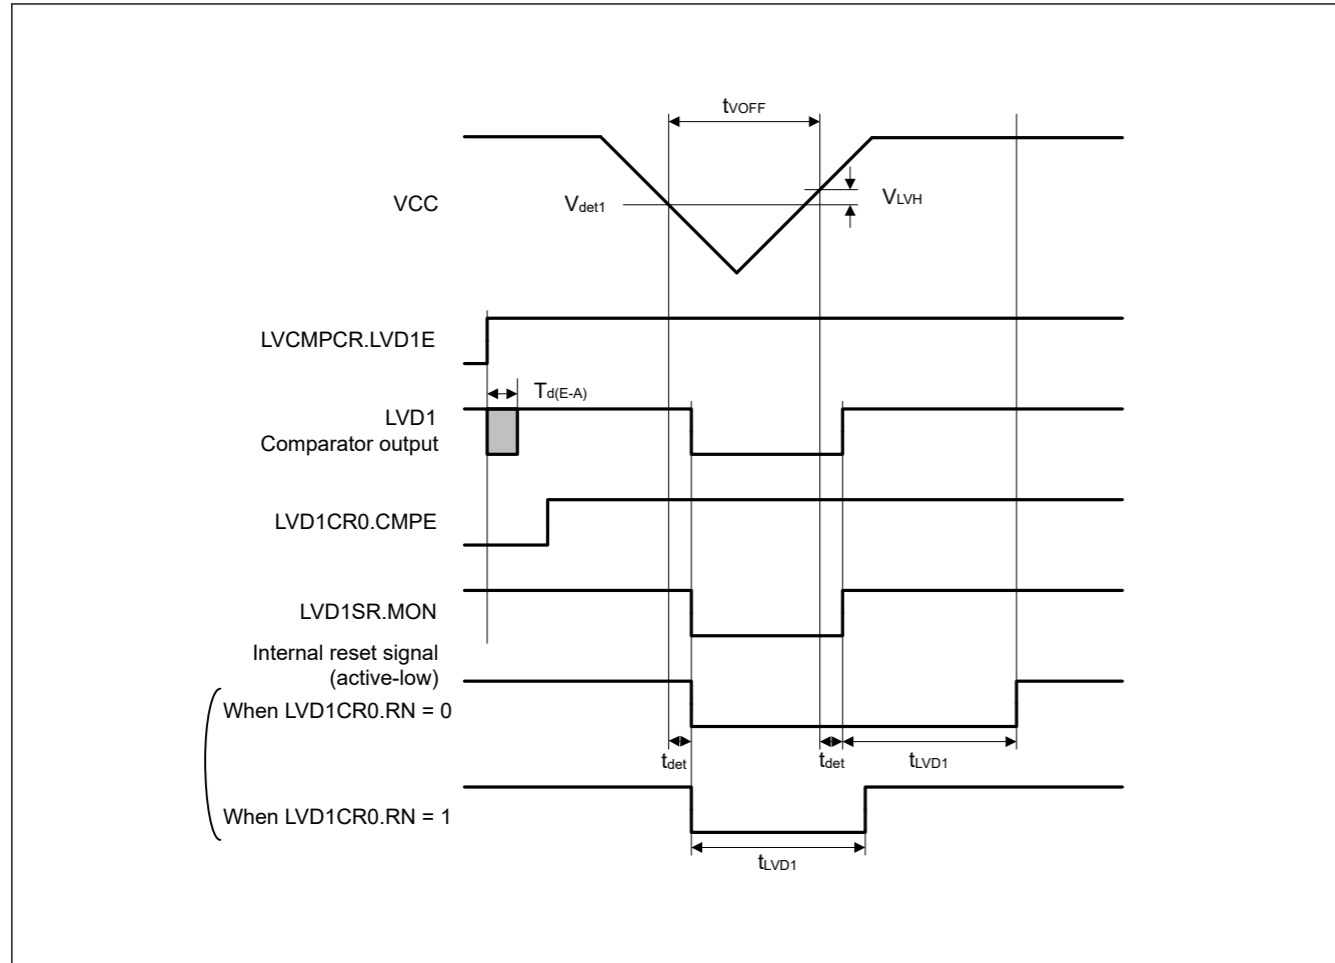 tVOFF
VCC
Vdet1
VLVH
LVCMPCR.LVD1E
Td(E-A)
LVD1
Comparator output
LVD1CR0.CMPE
LVD1SR.MON
Internal reset signal
(active-low)
When LVD1CR0.RN = 0
tdet
tdet
tLVD1
When LVD1CR0.RN = 1
tLVD1